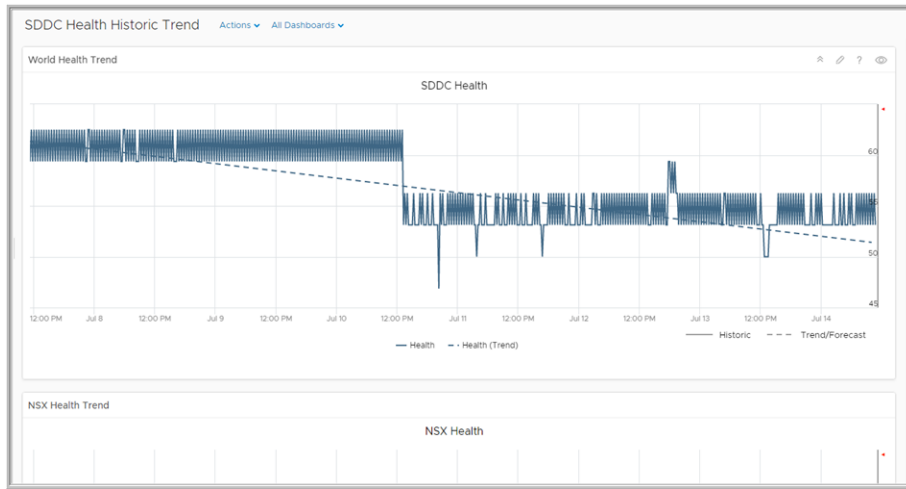 SDDC Health Historic Trend Actions All Dashboards
World Health Trend ?
SDDC Health
60
55
50
45
12:00 PM Jul 8 12:00 PM Jul 9 12:00 PM Jul 10 12:00 PM Jul 11 12:00 PM Jul 12 12:00 PM Jul 13 12:00 PM Jul 14
Historic Trend/Forecast
Health Health (Trend)
NSX Health Trend
NSX Health